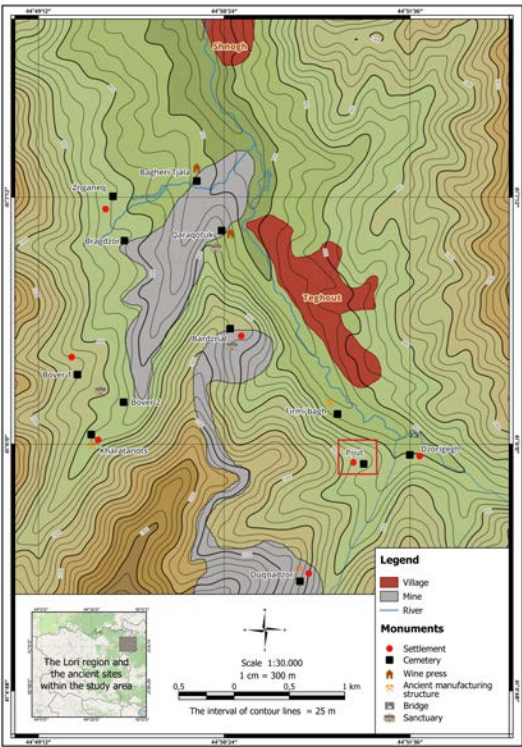 44°49'12"
44°50'24"
44°51'36"
Shnogh
Bagheri Tjala
Zriganeq
Bragdzor
Qaraqotuk
Teghout
Bardzrial
Bover 1
Bover 2
Firmi bagh
Kharatanots
Pijut
Dzorigegh
Duqnadzor
Legend
Village
Mine
River
Monuments
Settlement
Cemetery
Wine press
Ancient manufacturing
structure
Bridge
Sanctuary
The Lori region and
the ancient sites
within the study area
Scale 1:30.000
1 cm = 300 m
0,5 0 0,5 1 km
The interval of contour lines = 25 m
44°49'12"
44°50'24"
44°51'36"